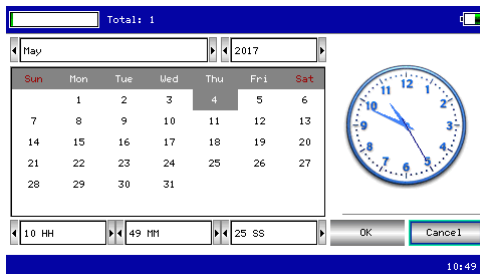 Total: 1
May 2017
Sun Mon Tue Wed Thu Fri Sat
1 2 3 4 5 6
7 8 9 10 11 12 13
14 15 16 17 18 19 20
21 22 23 24 25 26 27
28 29 30 31
12
11 1
10 2
9 3
8 4
7 5
6
10 HH 49 MM 25 SS OK Cancel
10:49